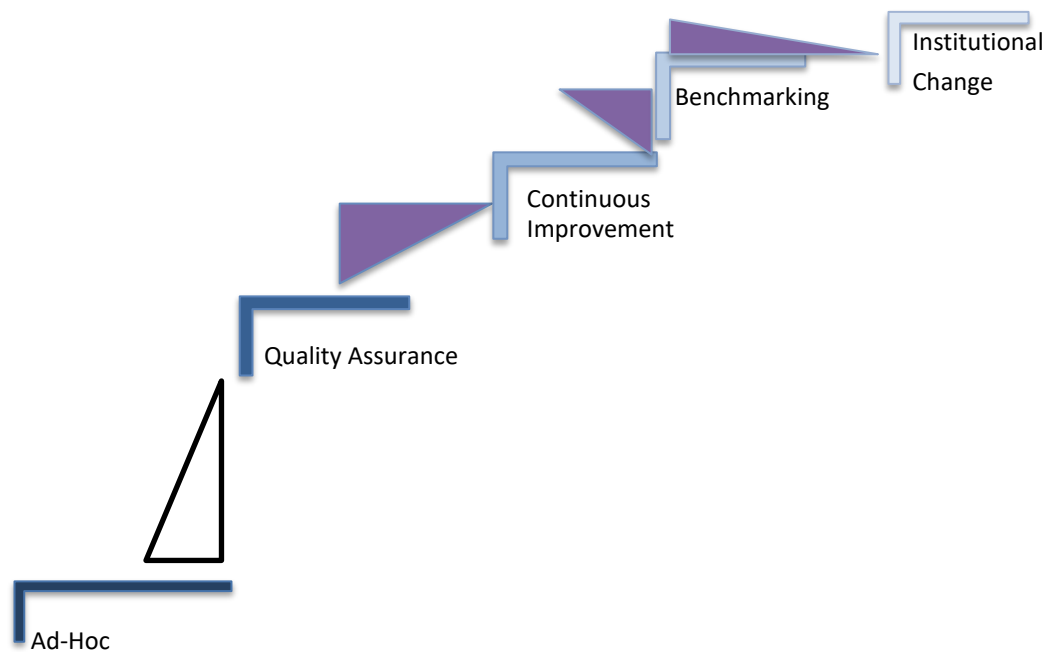 Institutional
Change
Benchmarking
Continuous
Improvement
Quality Assurance
Ad-Hoc